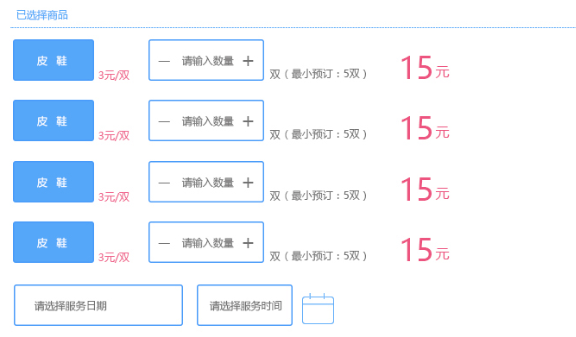 已选择商品
皮 鞋 3元/双 — 请输入数量 + 双（最小预订：5双） 15元
皮 鞋 3元/双 — 请输入数量 + 双（最小预订：5双） 15元
皮 鞋 3元/双 — 请输入数量 + 双（最小预订：5双） 15元
皮 鞋 3元/双 — 请输入数量 + 双（最小预订：5双） 15元
请选择服务日期 请选择服务时间